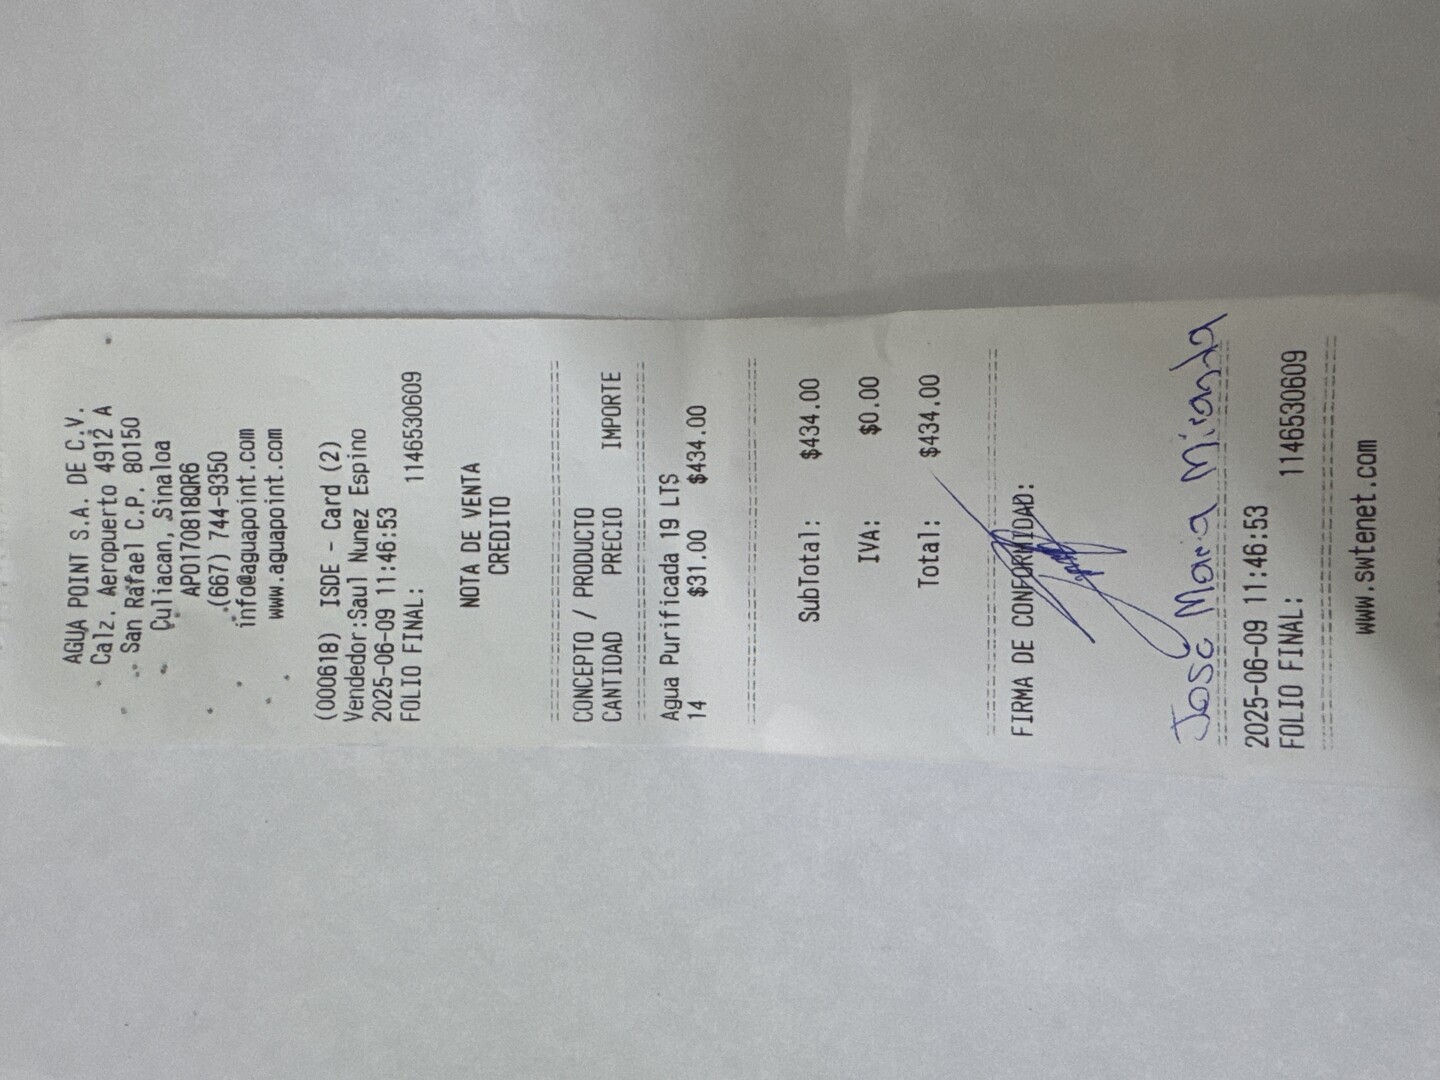 AGUA POINT S.A. DE C.V.
Calz. Aeropuerto 4912 A
San Rafael C.P. 80150
Culiacan, Sinaloa
APO170818QR6
(667) 744-9350
info@aguapoint.com
www.aguapoint.com
(000618) ISDE - Card (2)
Vendedor:Saul Nunez Espino
2025-06-09 11:46:53
FOLIO FINAL: 1146530609
NOTA DE VENTA
CREDITO
CONCEPTO / PRODUCTO
CANTIDAD PRECIO IMPORTE
Agua Purificada 19 LTS
14 $31.00 $434.00
SubTotal: $434.00
IVA: $0.00
Total: $434.00
FIRMA DE CONFORMIDAD:
Jose Maria Miranda
2025-06-09 11:46:53
FOLIO FINAL: 1146530609
www.swtenet.com